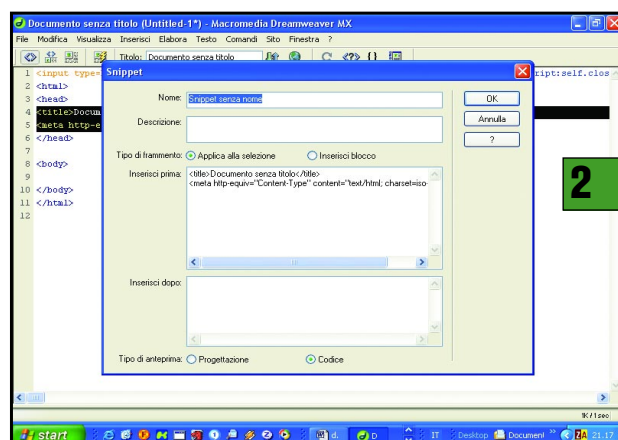 Documento senza titolo (Untitled-1*) - Macromedia Dreamweaver MX
File Modifica Visualizza Inserisci Elabora Testo Comandi Sito Finestra ?
Titolo: Documento senza titolo
1 <input type= ript:self.clos
2 <html>
3 <head>
4 <title>Docum
5 <meta http-e
6 </head>
7
8 <body>
9
10 </body>
11 </html>
12
Snippet
Nome: Snippet senza nome
OK
Descrizione:
Annulla
?
Tipo di frammento: Applica alla selezione Inserisci blocco
Inserisci prima: <title>Documento senza titolo</title>
<meta http-equiv="Content-Type" content="text/html; charset=iso-
Inserisci dopo:
Tipo di anteprima: Progettazione Codice
2
1K / 1 sec
start d. D IT Desktop Document » ZA 21.17